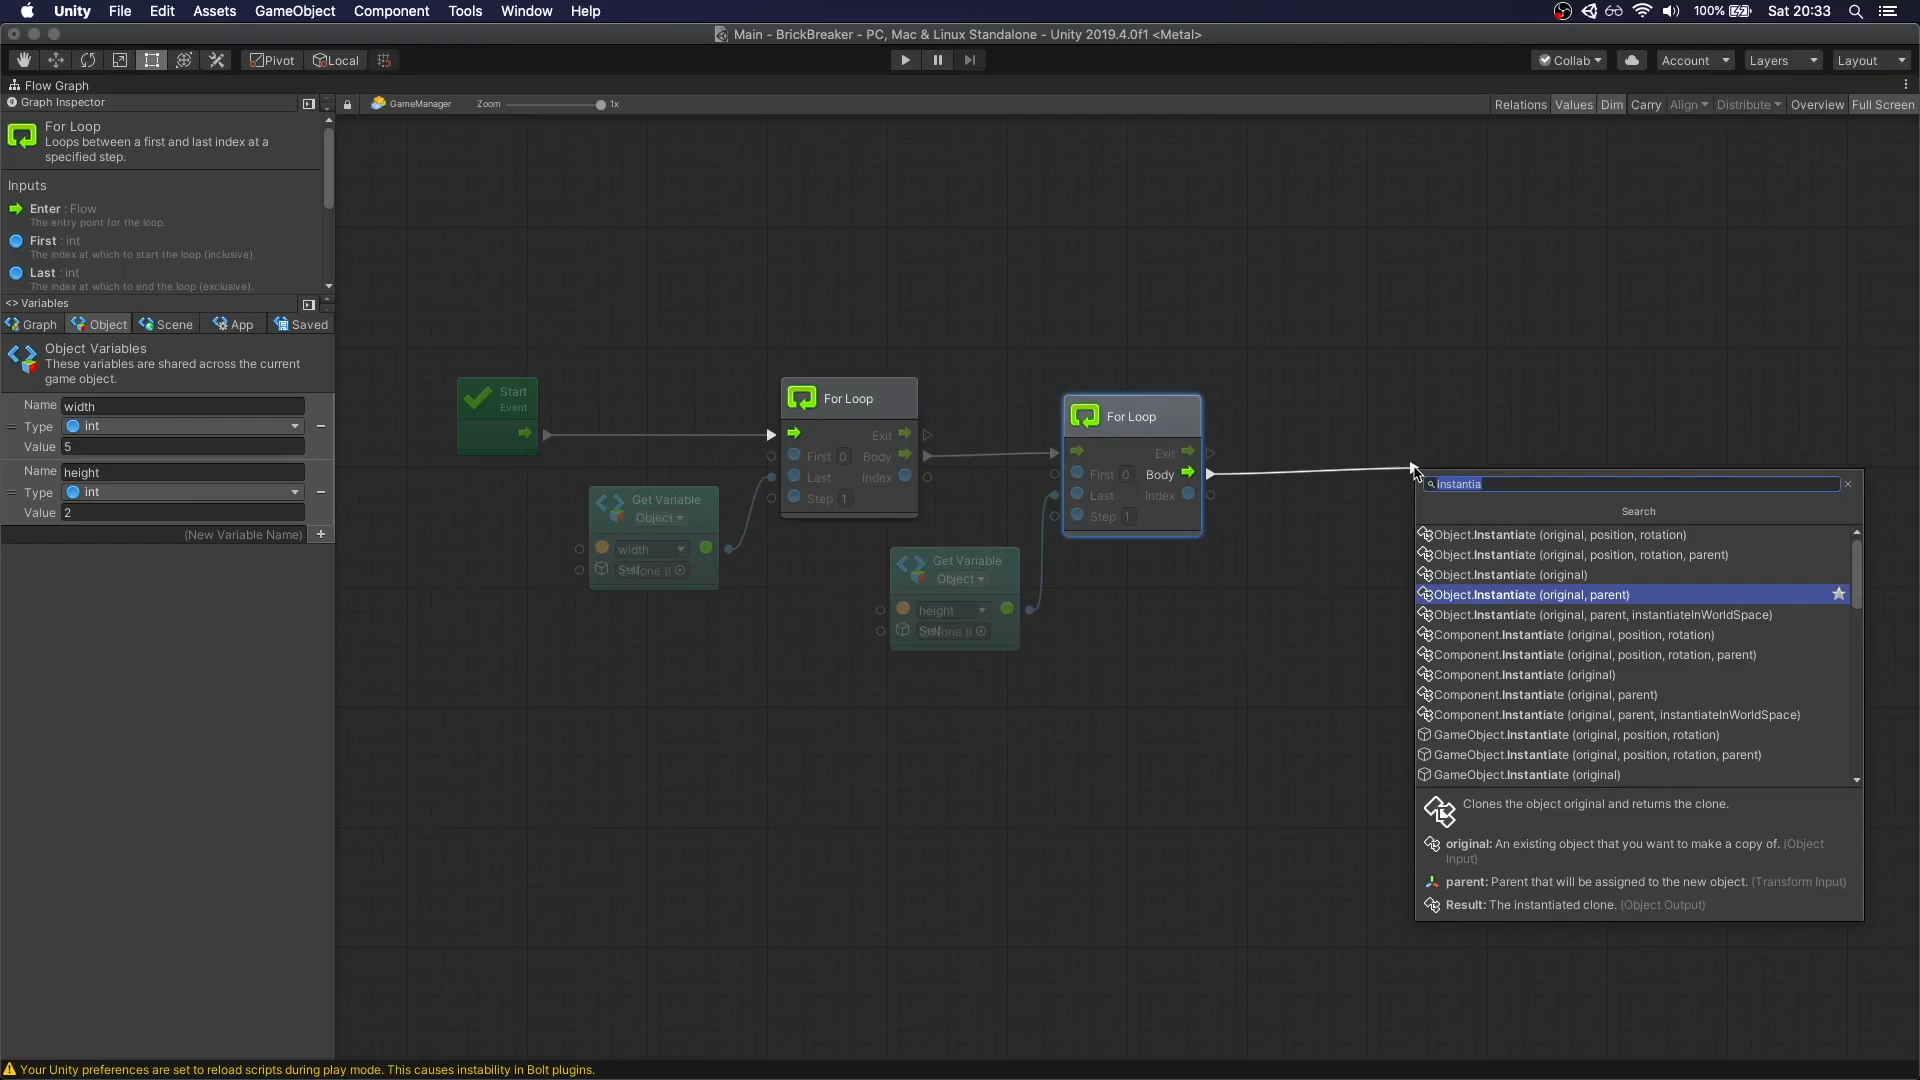 Unity File Edit Assets GameObject Component Tools Window Help 100% Sat 20:33
Main - BrickBreaker - PC, Mac & Linux Standalone - Unity 2019.4.0f1 <Metal>
Pivot Local Collab Account Layers Layout
Flow Graph
Graph Inspector
GameManager Zoom 1x Relations Values Dim Carry Align Distribute Overview Full Screen
For Loop
Loops between a first and last index at a
specified step.
Inputs
Enter : Flow
The entry point for the loop.
First : int
The index at which to start the loop (inclusive).
Last : int
The index at which to end the loop (exclusive).
<> Variables
Graph Object Scene App Saved
Object Variables
These variables are shared across the current
game object.
Name width
Type int
Value 5
Name height
Type int
Value 2
(New Variable Name)
Start
Event
Get Variable
Object
width
Self
For Loop
Exit
First 0 Body
Last Index
Step 1
Get Variable
Object
height
Self
For Loop
Exit
First 0 Body
Last Index
Step 1
instantia
Search
Object.Instantiate (original, position, rotation)
Object.Instantiate (original, position, rotation, parent)
Object.Instantiate (original)
Object.Instantiate (original, parent)
Object.Instantiate (original, parent, instantiateInWorldSpace)
Component.Instantiate (original, position, rotation)
Component.Instantiate (original, position, rotation, parent)
Component.Instantiate (original)
Component.Instantiate (original, parent)
Component.Instantiate (original, parent, instantiateInWorldSpace)
GameObject.Instantiate (original, position, rotation)
GameObject.Instantiate (original, position, rotation, parent)
GameObject.Instantiate (original)
Clones the object original and returns the clone.
original: An existing object that you want to make a copy of. (Object
Input)
parent: Parent that will be assigned to the new object. (Transform Input)
Result: The instantiated clone. (Object Output)
Your Unity preferences are set to reload scripts during play mode. This causes instability in Bolt plugins.